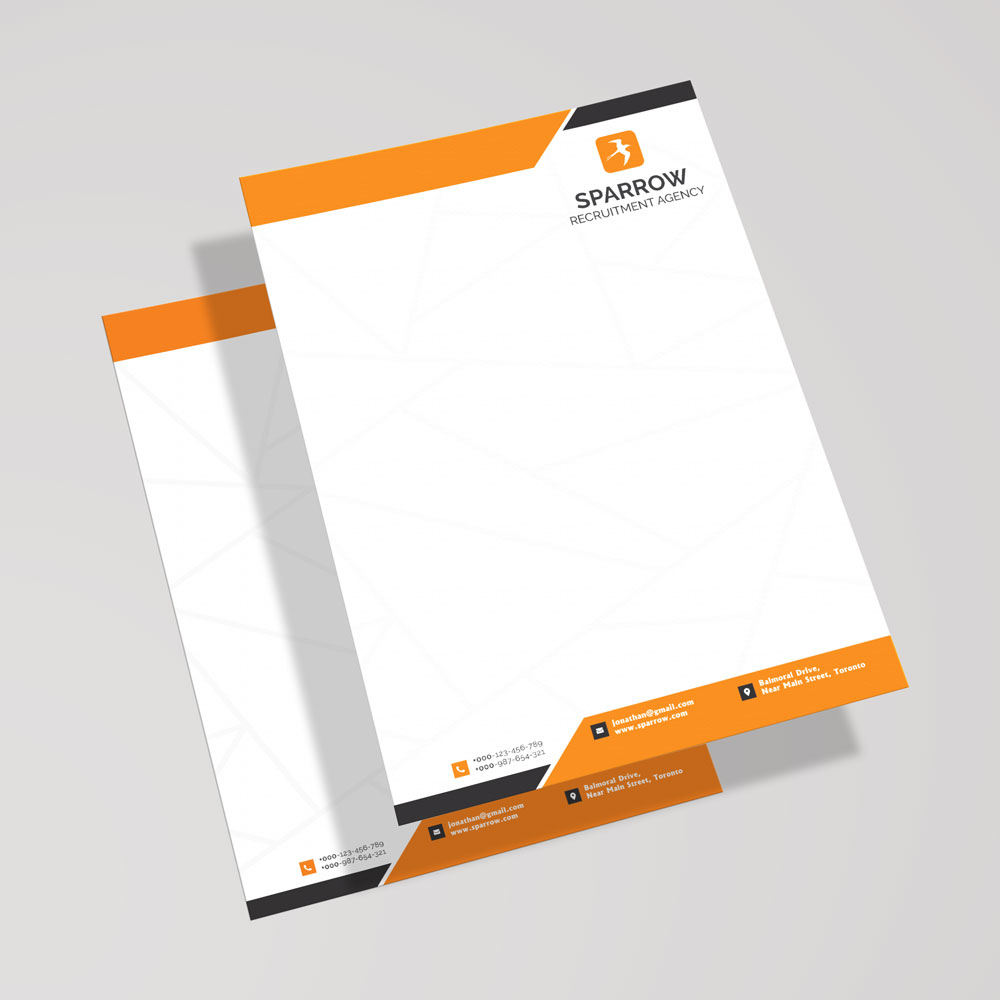 SPARROW
RECRUITMENT AGENCY
+000-123-456-789
+000-987-654-321
jonathan@gmail.com
www.sparrow.com
Balmoral Drive,
Near Main Street, Toronto
+000-123-456-789
+000-987-654-321
jonathan@gmail.com
www.sparrow.com
Balmoral Drive,
Near Main Street, Toronto